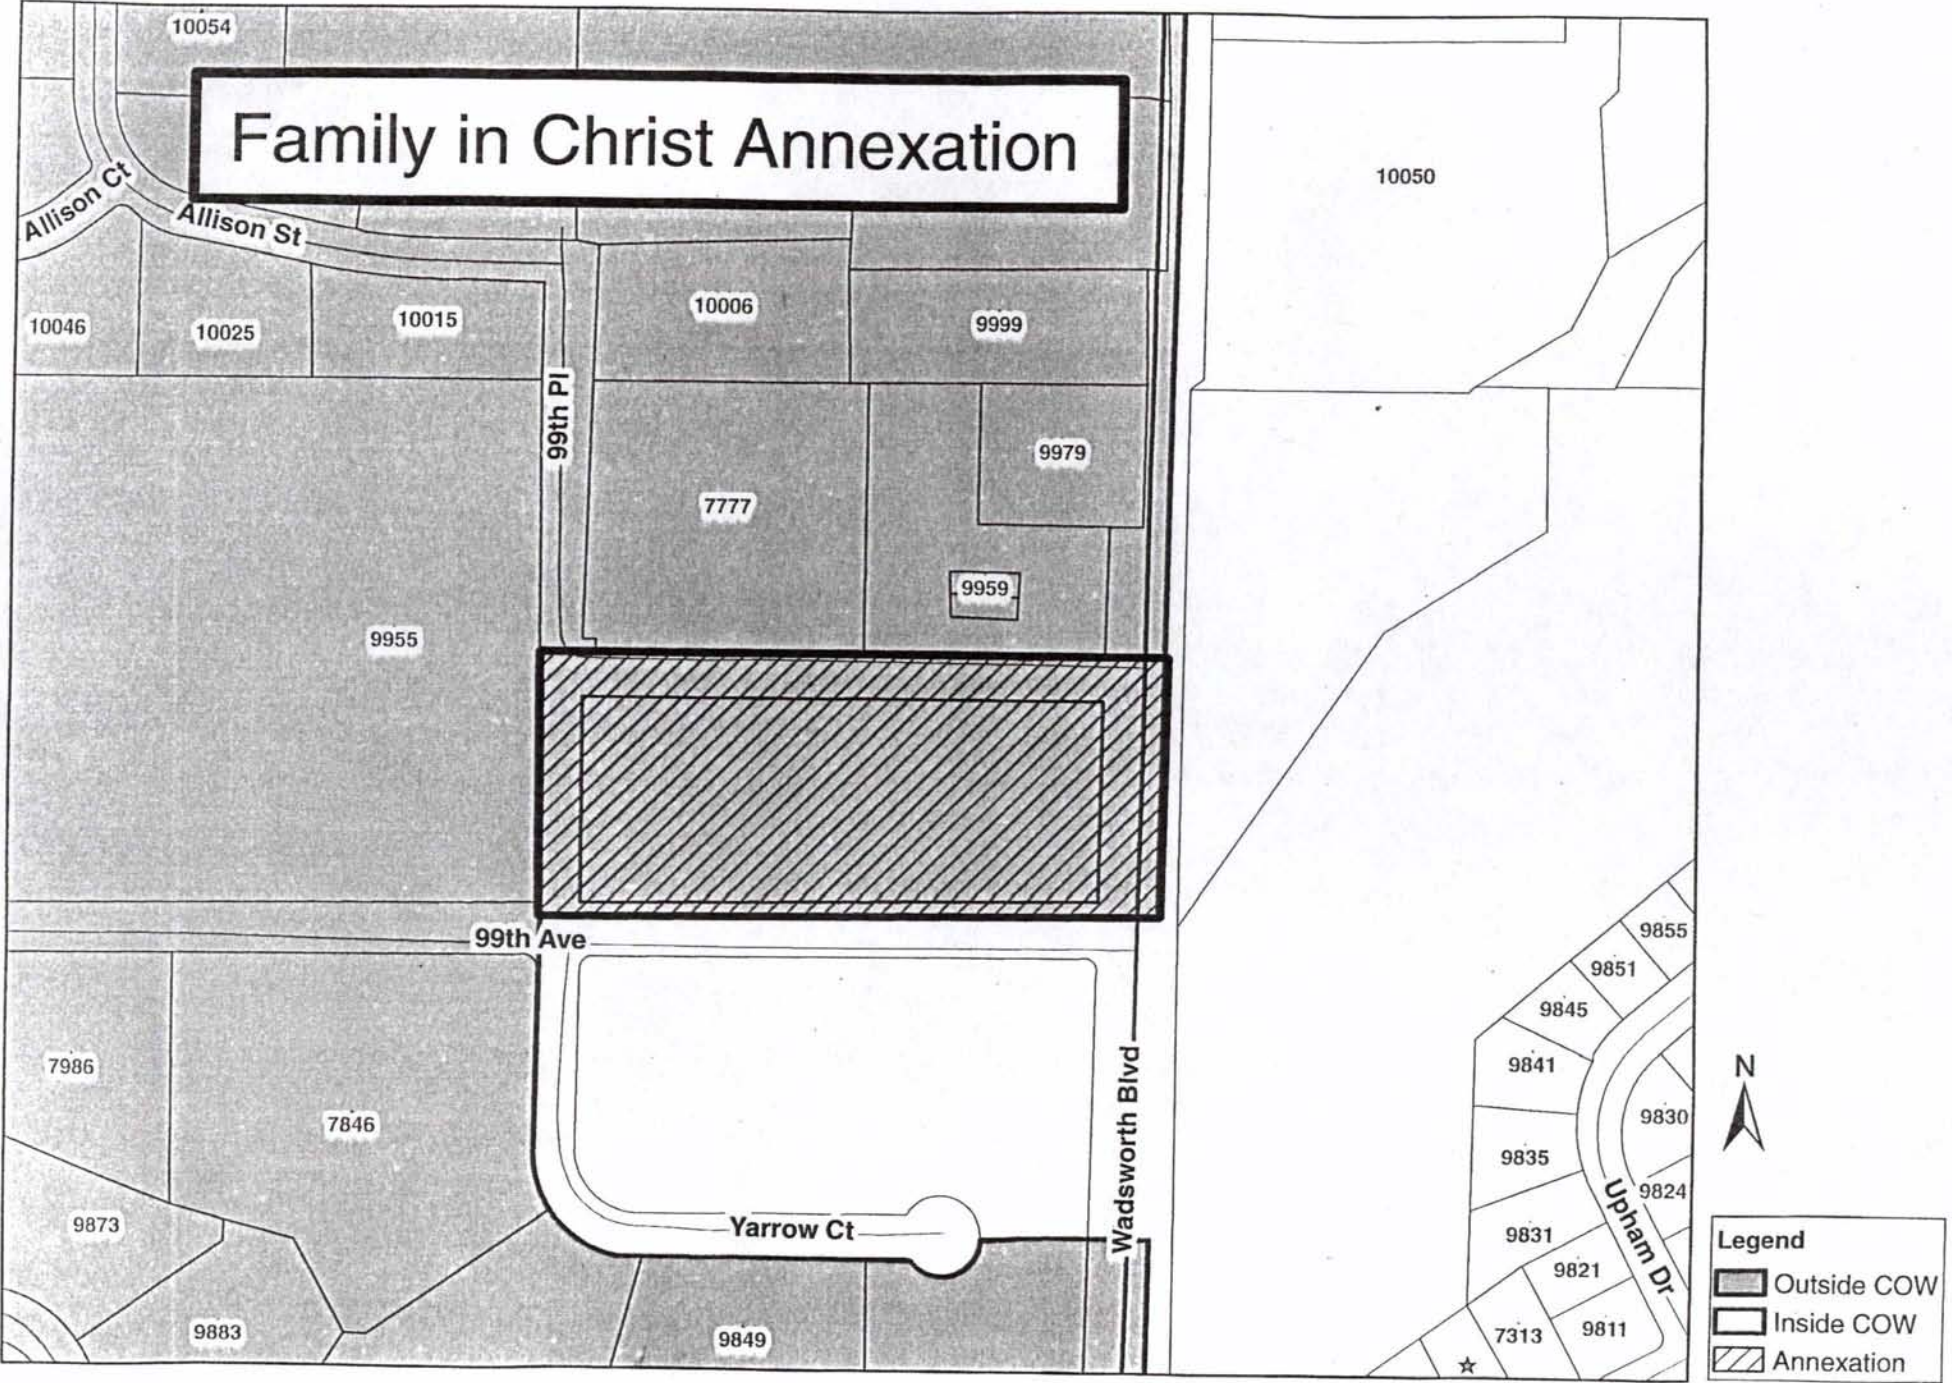 10054
Family in Christ Annexation
10050
Allison Ct
Allison St
10046
10025
10015
10006
9999
99th Pl
9979
7777
9959
9955
99th Ave
9855
9851
9845
9841
7986
7846
9830
9835
9824
Wadsworth Blvd
Upham Dr
9873
Yarrow Ct
9831
9821
9883
9849
7313
9811
N
Legend
Outside COW
Inside COW
Annexation